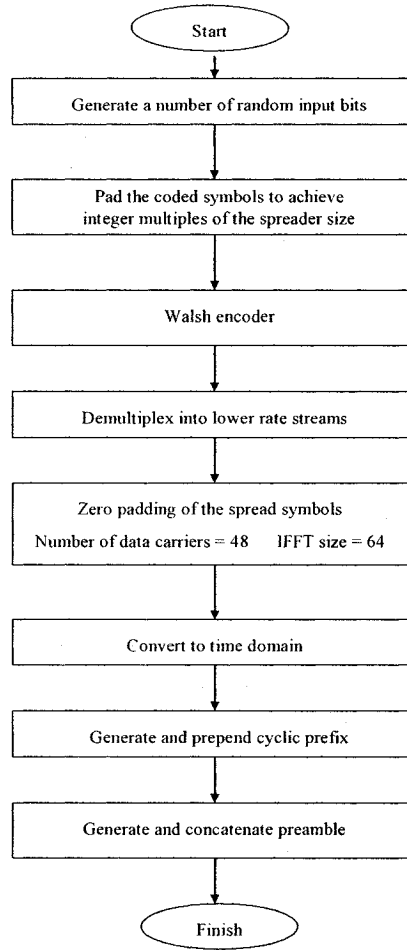 Start
Generate a number of random input bits
Pad the coded symbols to achieve
integer multiples of the spreader size
Walsh encoder
Demultiplex into lower rate streams
Zero padding of the spread symbols
Number of data carriers = 48 IFFT size = 64
Convert to time domain
Generate and prepend cyclic prefix
Generate and concatenate preamble
Finish